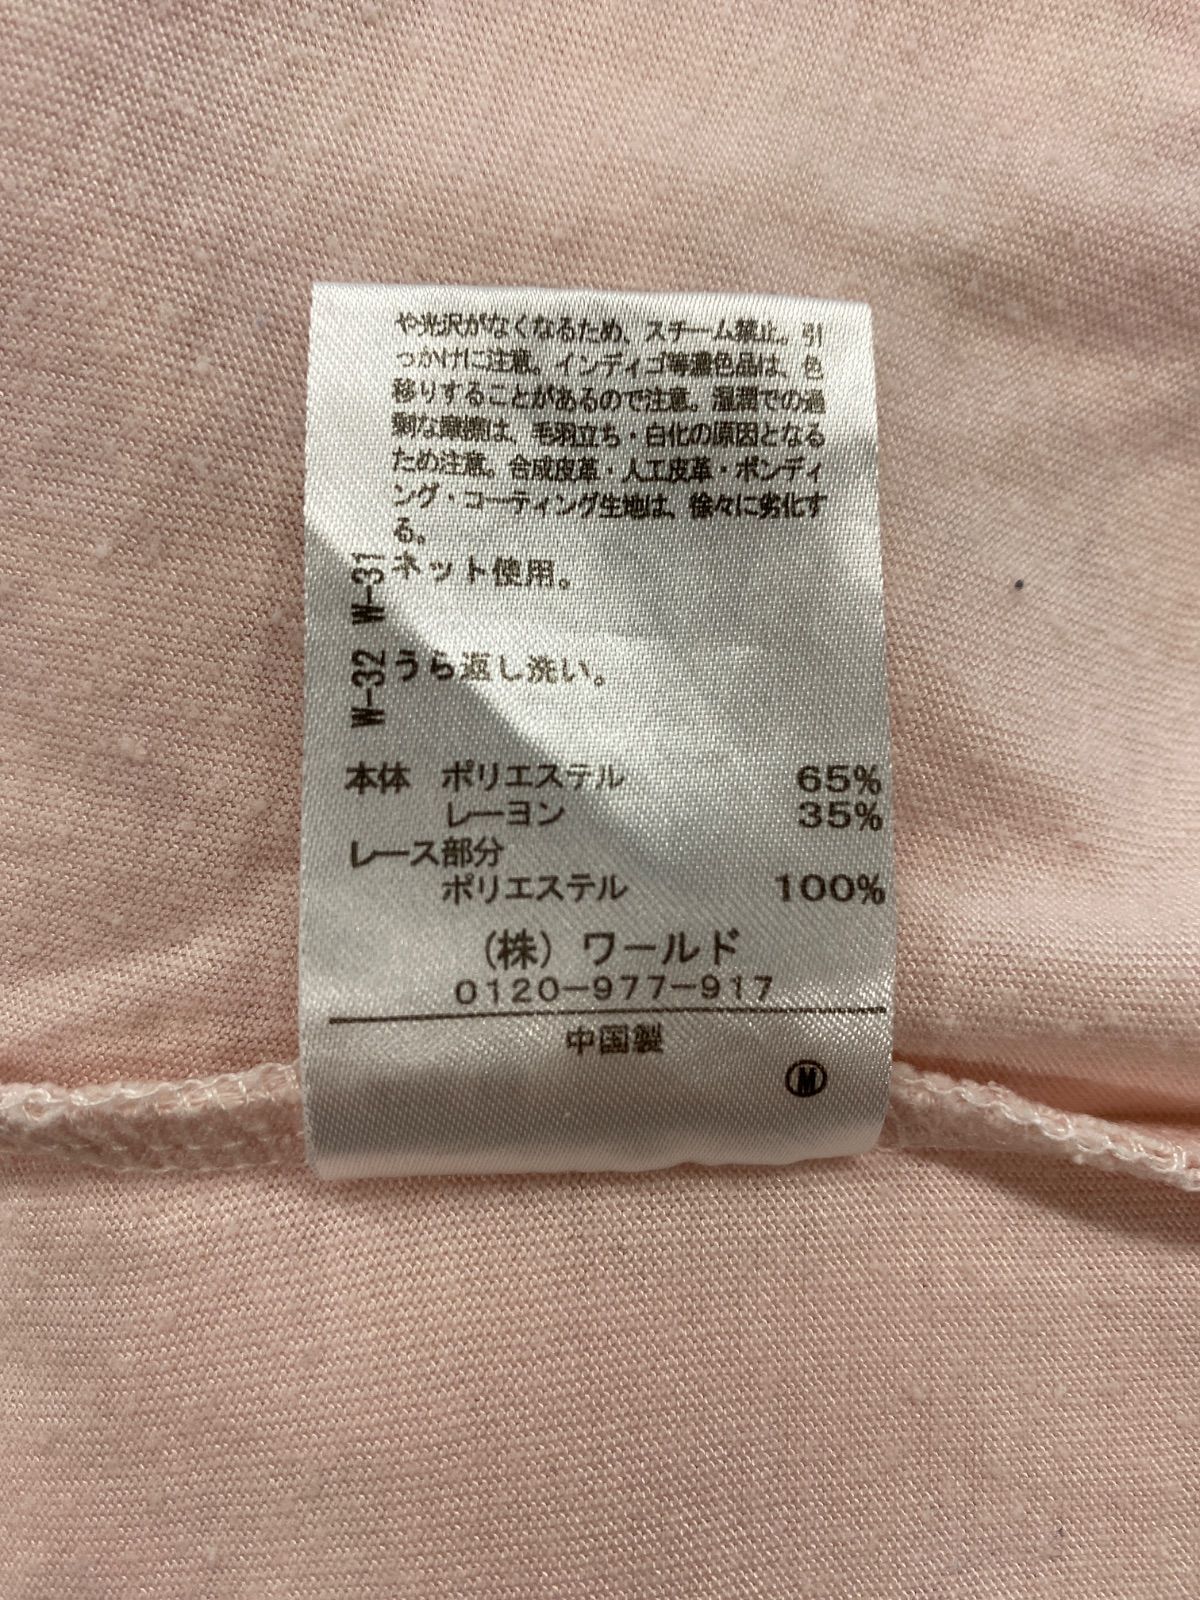 や光沢がなくなるため、スチーム禁止。引
っかけに注意。インディゴ等濃色品は、色
移りすることがあるので注意。湿潤での過
剰な摩擦は、毛羽立ち・白化の原因となる
ため注意。合成皮革・人工皮革・ボンディ
ング・コーティング生地は、徐々に劣化す
る。
W-31 ネット使用。
W-32 うら返し洗い。
本体 ポリエステル 65%
レーヨン 35%
レース部分
ポリエステル 100%
(株) ワールド
0120-977-917
中国製
Ⓜ